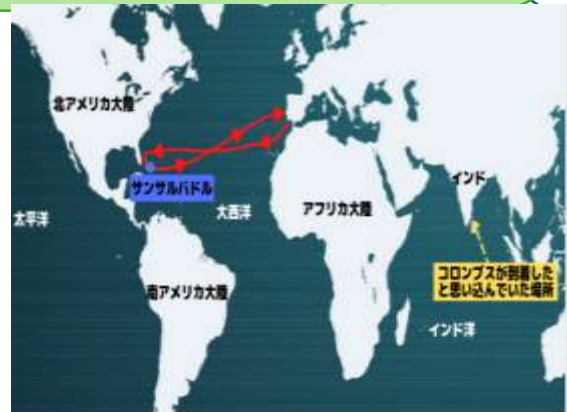 北アメリカ大陸
サンサルバドル
太平洋
大西洋
アフリカ大陸
インド
コロンブスが到着した
と思い込んでいた場所
南アメリカ大陸
インド洋